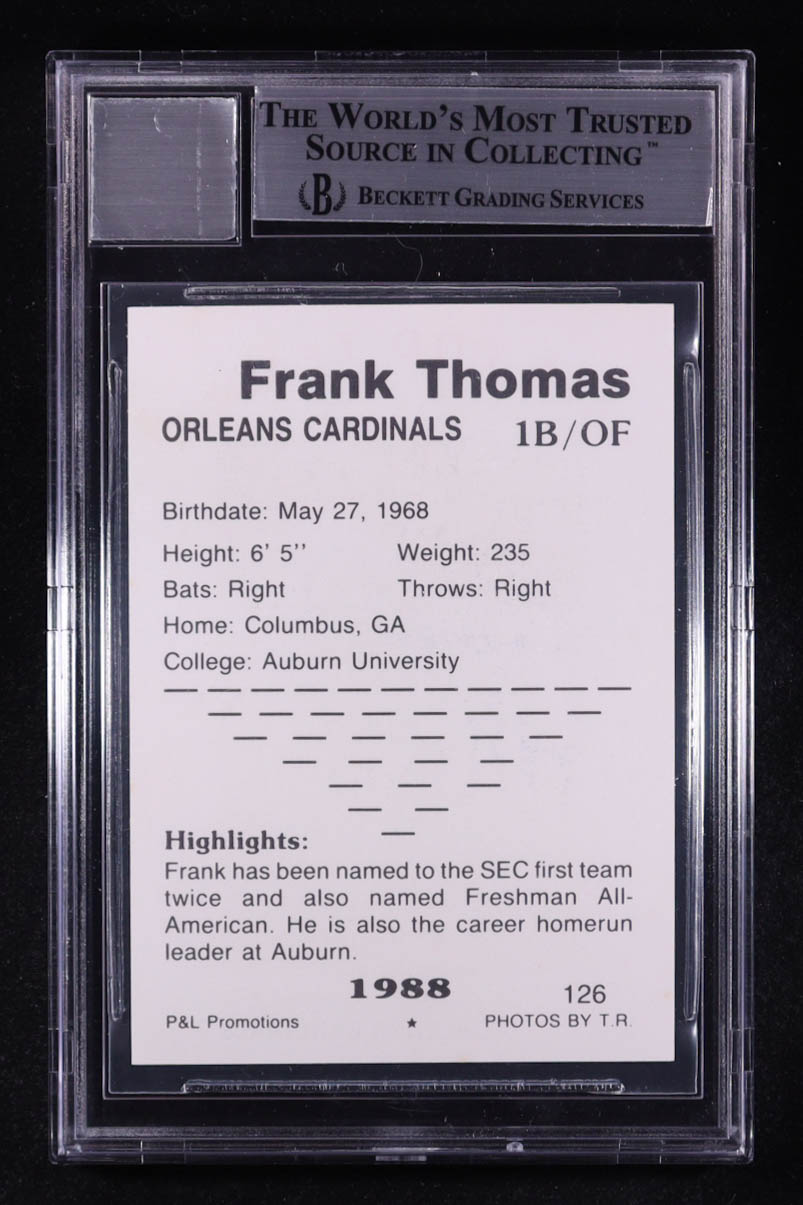 THE WORLD'S MOST TRUSTED
SOURCE IN COLLECTING™
B BECKETT GRADING SERVICES
Frank Thomas
ORLEANS CARDINALS 1B/OF
Birthdate: May 27, 1968
Height: 6' 5'' Weight: 235
Bats: Right Throws: Right
Home: Columbus, GA
College: Auburn University
Highlights:
Frank has been named to the SEC first team
twice and also named Freshman All-
American. He is also the career homerun
leader at Auburn.
1988 126
P&L Promotions ★ PHOTOS BY T.R.